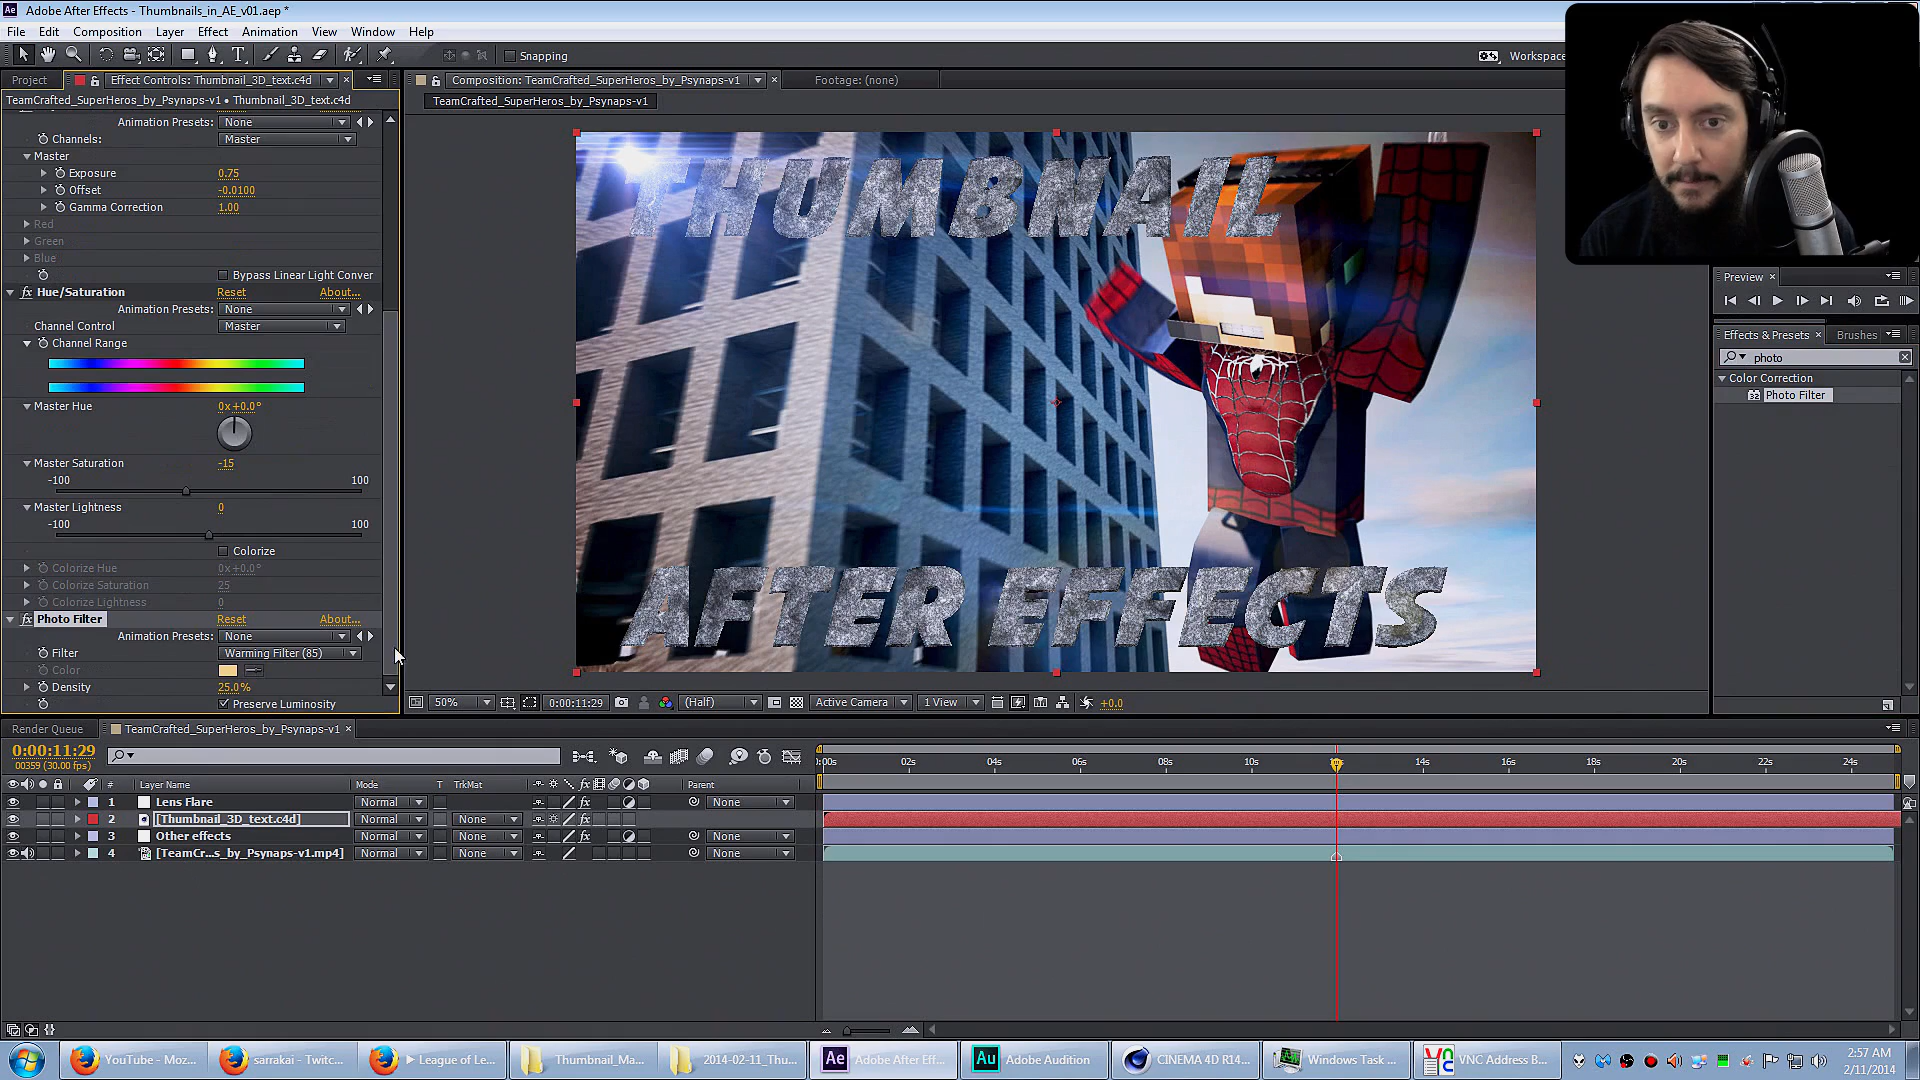 Adobe After Effects - Thumbnails_in_AE_v01.aep *
File Edit Composition Layer Effect Animation View Window Help
Snapping
Workspace
Project
Effect Controls: Thumbnail_3D_text.c4d
Composition: TeamCrafted_SuperHeros_by_Psynaps-v1
Footage: (none)
TeamCrafted_SuperHeros_by_Psynaps-v1 • Thumbnail_3D_text.c4d
TeamCrafted_SuperHeros_by_Psynaps-v1
Animation Presets: None
Channels: Master
Master
Exposure 0.75
Offset -0.0100
Gamma Correction 1.00
Red
Green
Blue
Bypass Linear Light Conver
Hue/Saturation Reset About...
Animation Presets: None
Channel Control Master
Channel Range
Master Hue 0x+0.0°
Master Saturation -15
-100 100
Master Lightness 0
-100 100
Colorize
Colorize Hue 0x+0.0°
Colorize Saturation 25
Colorize Lightness 0
Photo Filter Reset About...
Animation Presets: None
Filter Warming Filter (85)
Color
Density 25.0%
Preserve Luminosity
THUMBNAIL
AFTER EFFECTS
50% 0:00:11:29 (Half) Active Camera 1 View +0.0
Preview
Effects & Presets Brushes
photo
Color Correction
32 Photo Filter
Render Queue
TeamCrafted_SuperHeros_by_Psynaps-v1
0:00:11:29
00359 (30.00 fps)
# Layer Name Mode T TrkMat Parent
:00s 02s 04s 06s 08s 10s 14s 16s 18s 20s 22s 24s
1 Lens Flare Normal None
2 [Thumbnail_3D_text.c4d] Normal None
3 Other effects Normal None None
4 [TeamCr...s_by_Psynaps-v1.mp4] Normal None None
YouTube - Moz...
sarrakai - Twitc...
League of Le...
Thumbnail_Ma...
2014-02-11_Thu...
Ae Adobe After Eff...
Au Adobe Audition
CINEMA 4D R14...
Windows Task ...
VNC Address B...
2:57 AM
2/11/2014